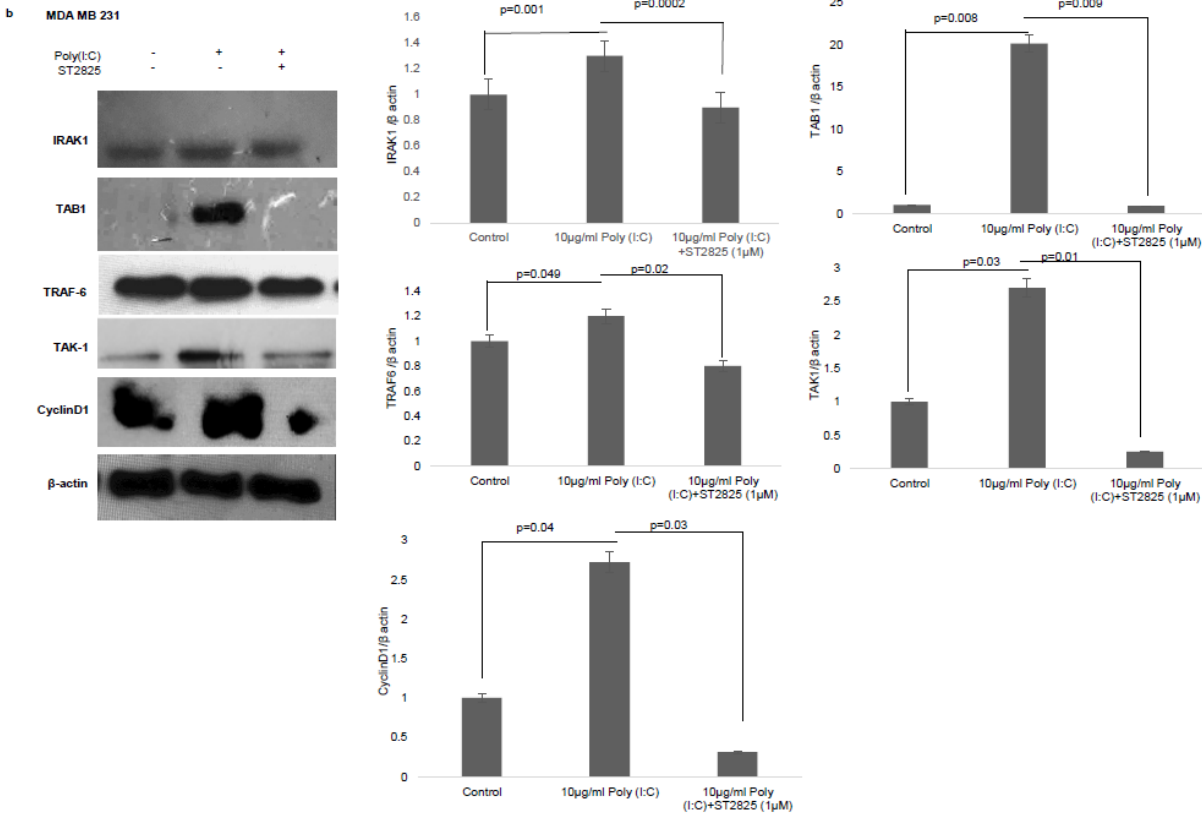 b MDA MB 231
Poly(I:C) - + +
ST2825 - - +
IRAK1
TAB1
TRAF-6
TAK-1
CyclinD1
β-actin
p=0.001 p=0.0002
1.6
1.4
1.2
1
0.8
0.6
0.4
0.2
0
IRAK1/β actin
Control
10µg/ml Poly (I:C)
10µg/ml Poly (I:C)
+ST2825 (1µM)
p=0.008 p=0.009
25
20
15
10
5
0
TAB1 /β actin
Control
10µg/ml Poly (I:C)
10µg/ml Poly
(I:C)+ST2825 (1µM)
p=0.049 p=0.02
1.4
1.2
1
0.8
0.6
0.4
0.2
0
TRAF6 /β actin
Control
10µg/ml Poly (I:C)
10µg/ml Poly
(I:C)+ST2825 (1µM)
p=0.03 p=0.01
3
2.5
2
1.5
1
0.5
0
TAK1/β actin
Control
10µg/ml Poly (I:C)
10µg/ml Poly
(I:C)+ST2825 (1µM)
p=0.04 p=0.03
3
2.5
2
1.5
1
0.5
0
CyclinD1/β actin
Control
10µg/ml Poly (I:C)
10µg/ml Poly
(I:C)+ST2825 (1µM)